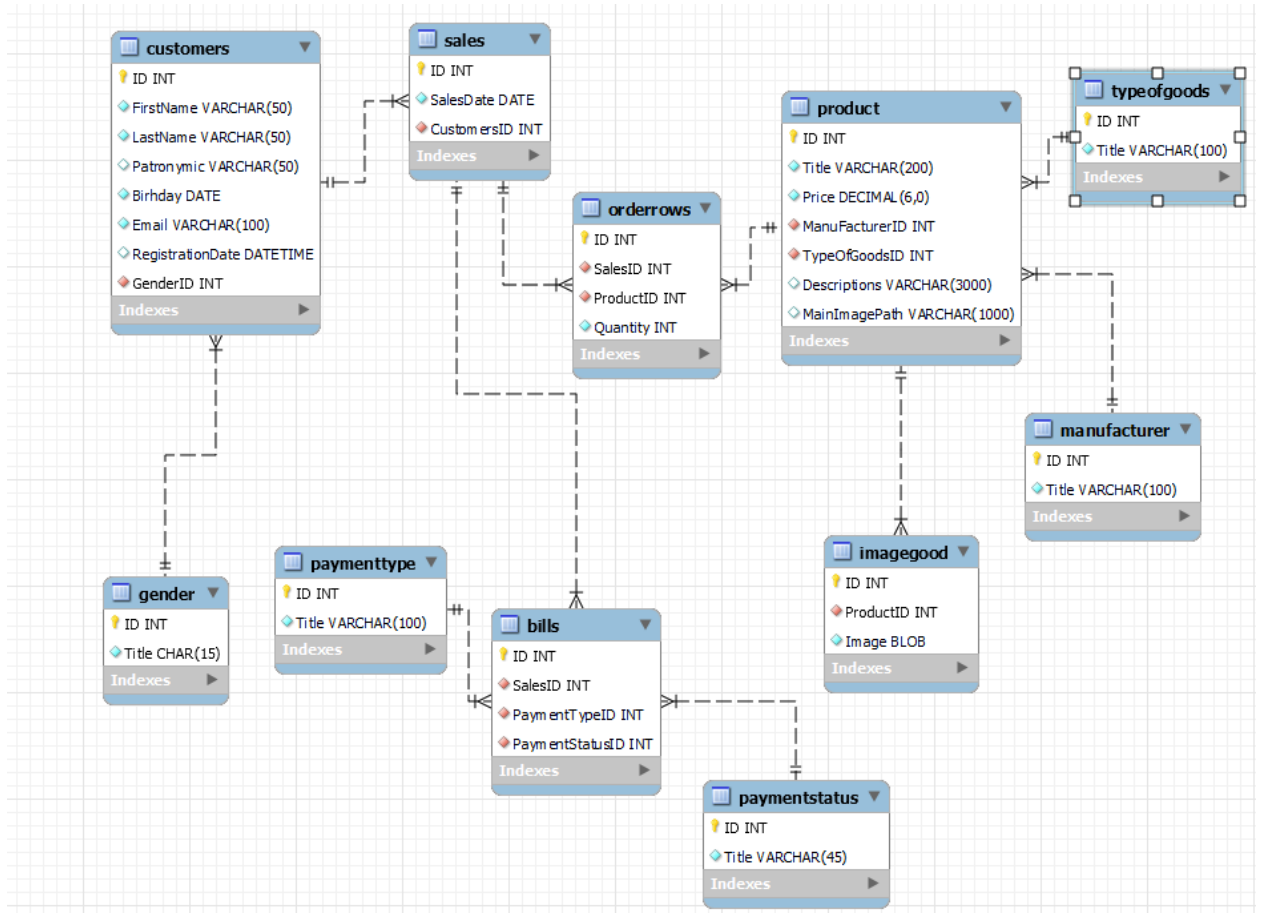 customers
ID INT
FirstName VARCHAR(50)
LastName VARCHAR(50)
Patronymic VARCHAR(50)
Birhday DATE
Email VARCHAR(100)
RegistrationDate DATETIME
GenderID INT
Indexes
sales
ID INT
SalesDate DATE
CustomersID INT
Indexes
orderrows
ID INT
SalesID INT
ProductID INT
Quantity INT
Indexes
product
ID INT
Title VARCHAR(200)
Price DECIMAL(6,0)
ManuFacturerID INT
TypeOfGoodsID INT
Descriptions VARCHAR(3000)
MainImagePath VARCHAR(1000)
Indexes
typeofgoods
ID INT
Title VARCHAR(100)
Indexes
manufacturer
ID INT
Title VARCHAR(100)
Indexes
gender
ID INT
Title CHAR(15)
Indexes
paymenttype
ID INT
Title VARCHAR(100)
Indexes
bills
ID INT
SalesID INT
PaymentTypeID INT
PaymentStatusID INT
Indexes
imagegood
ID INT
ProductID INT
Image BLOB
Indexes
paymentstatus
ID INT
Title VARCHAR(45)
Indexes